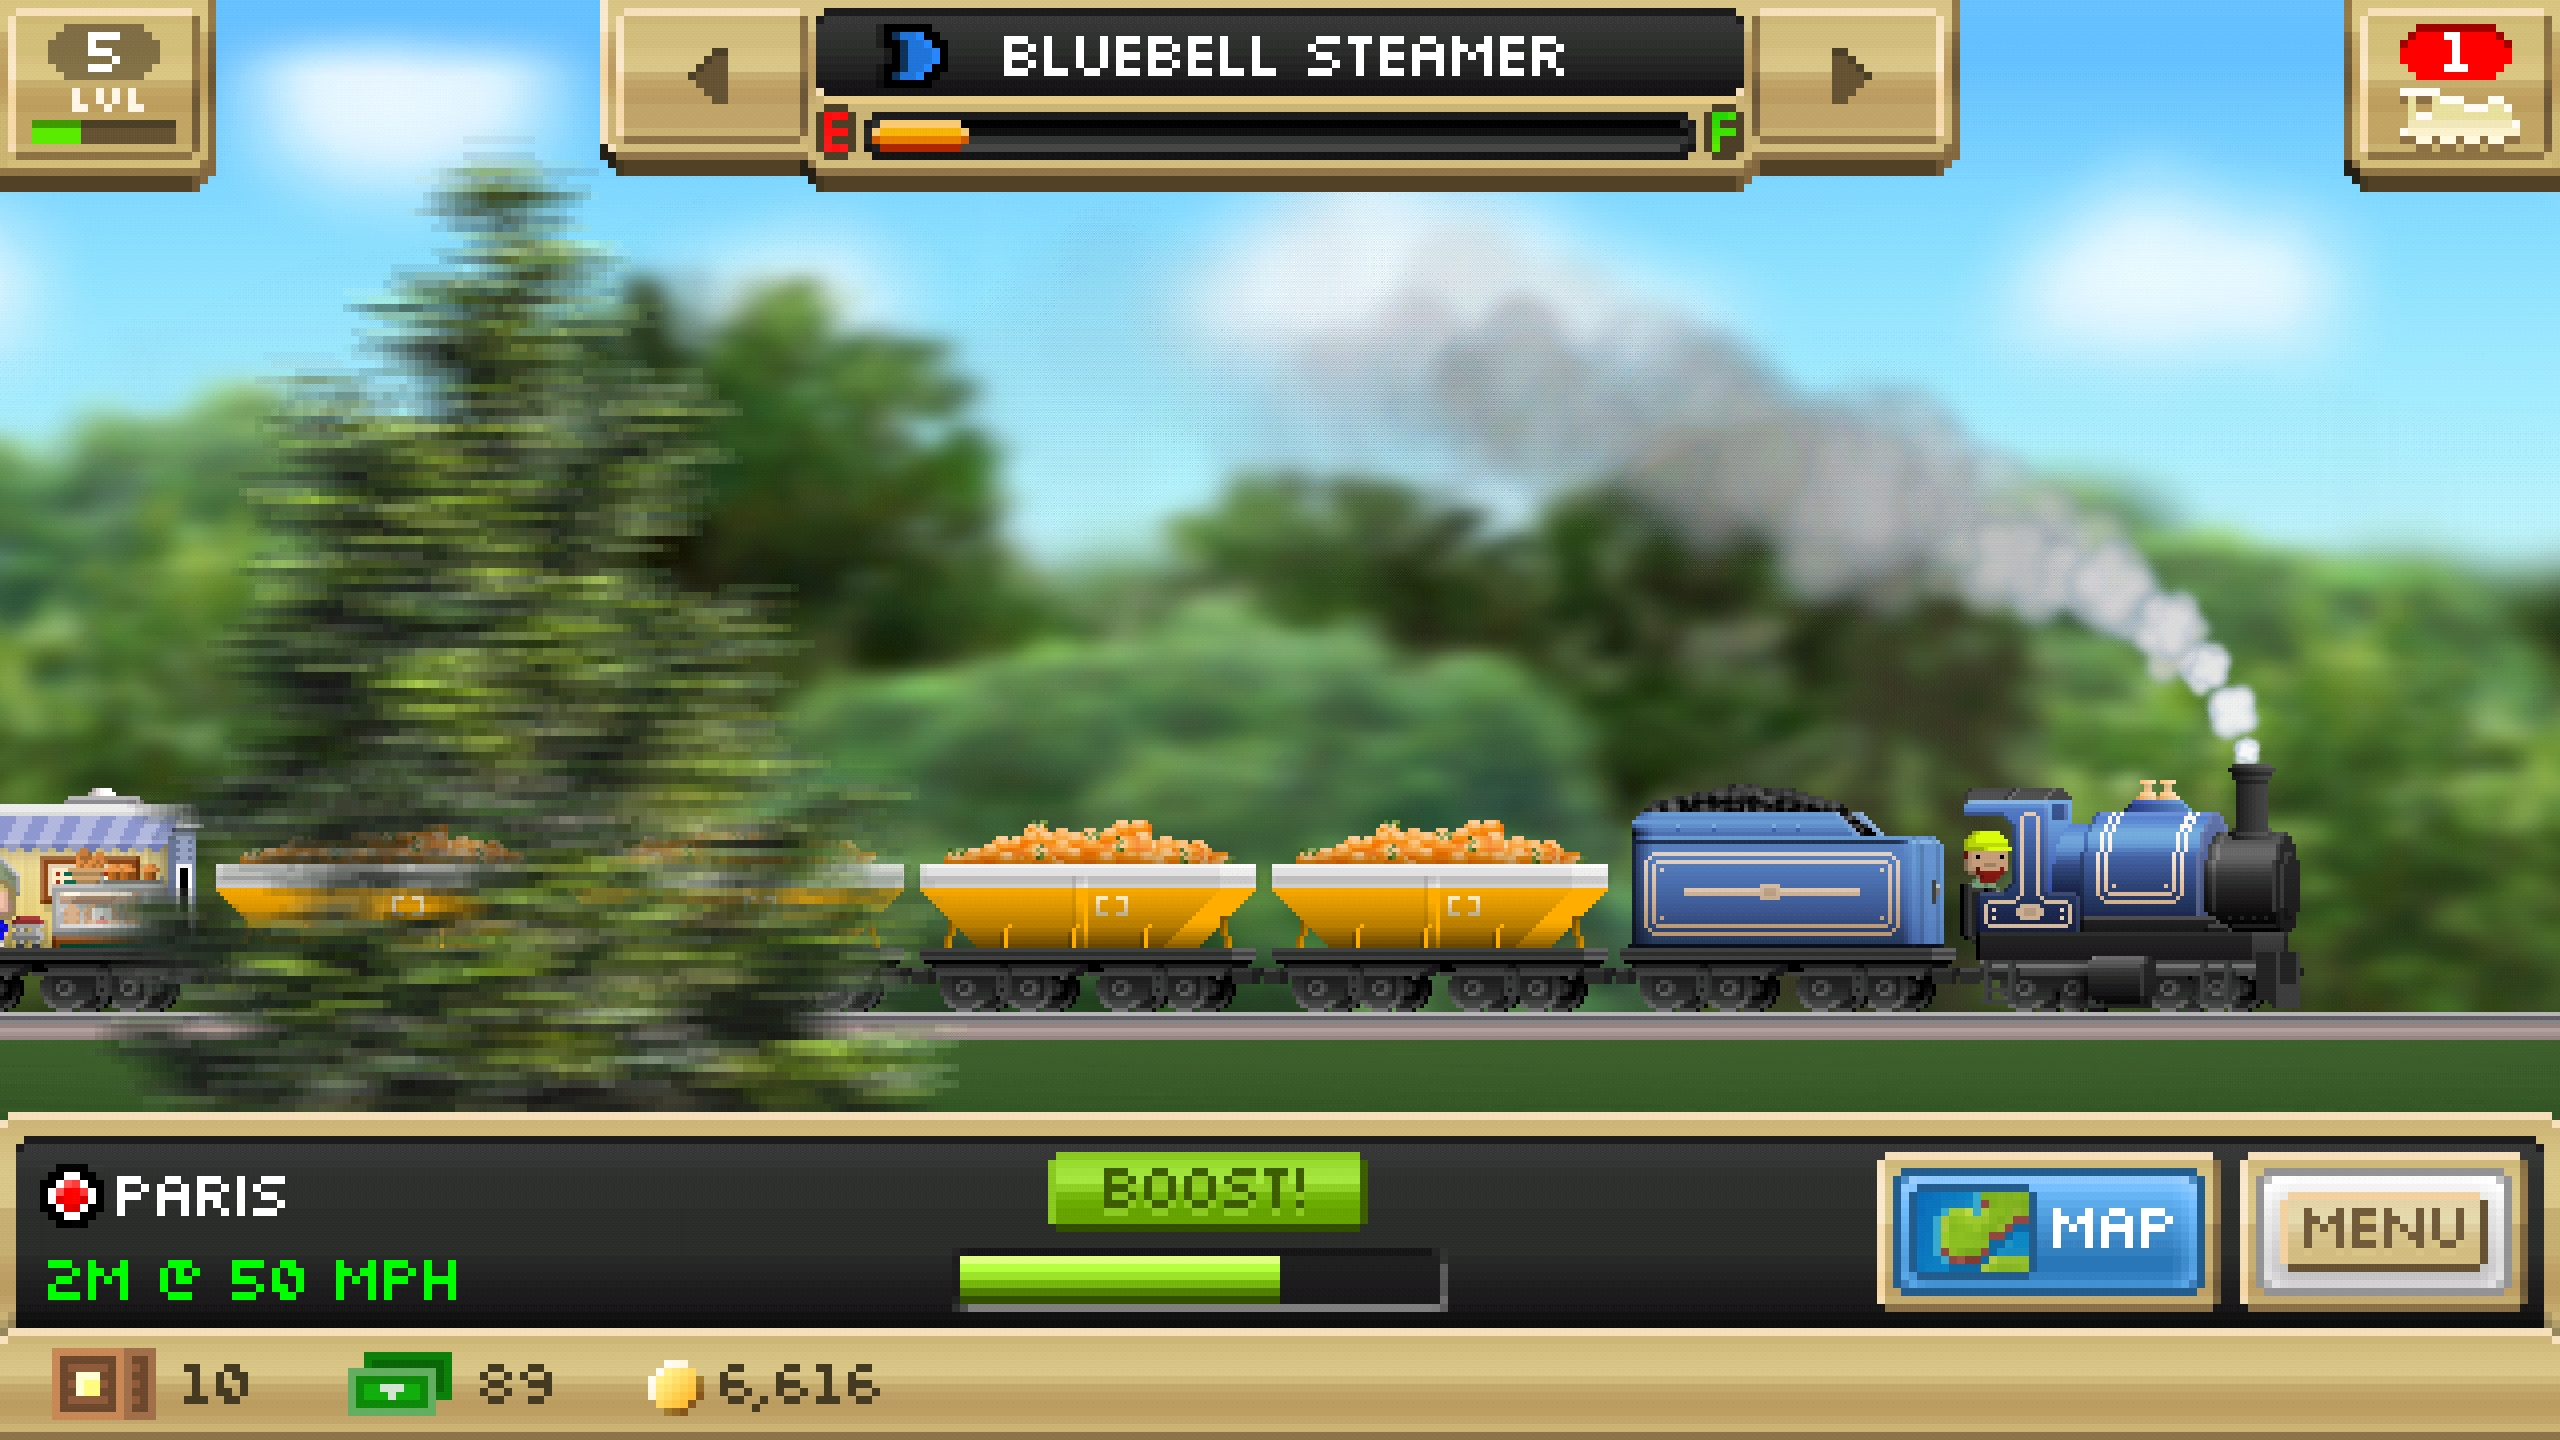 5
LVL
BLUEBELL STEAMER
E F
1
PARIS
2M @ 50 MPH
BOOST!
MAP
MENU
10 89 6,616